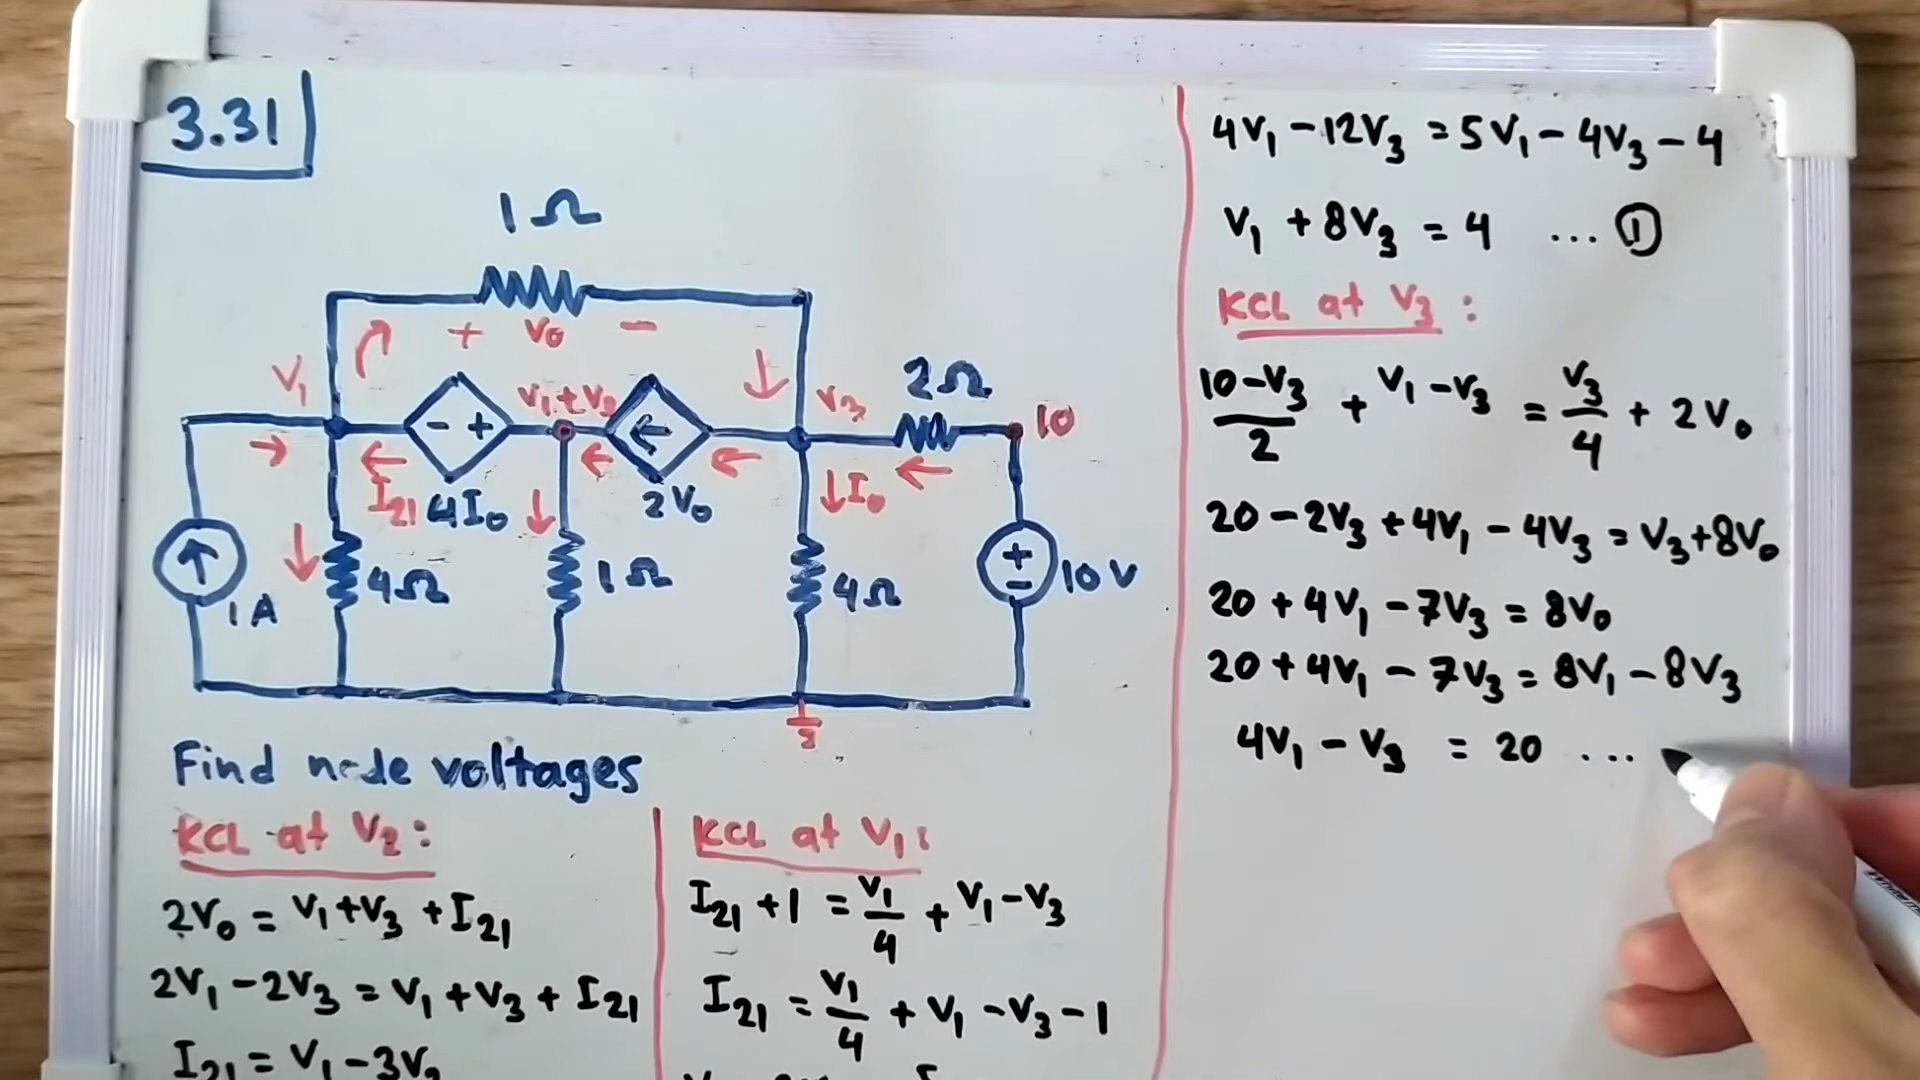 3.31
1Ω
+ V₀ −
V₁
− +
V₁+V₃
V₃
2Ω
10
I₂₁
4I₀
2V₀
I₀
1A
4Ω
1Ω
4Ω
+
−
10V
Find node voltages
KCL at V₂:
2V₀ = V₁+V₃ + I₂₁
2V₁ − 2V₃ = V₁ + V₃ + I₂₁
I₂₁ = V₁ − 3V₃
KCL at V₁:
I₂₁ + 1 = V₁/4 + V₁ − V₃
I₂₁ = V₁/4 + V₁ − V₃ − 1
4V₁ − 12V₃ = 5V₁ − 4V₃ − 4
V₁ + 8V₃ = 4 ... ①
KCL at V₃:
10−V₃/2 + V₁ − V₃ = V₃/4 + 2V₀
20 − 2V₃ + 4V₁ − 4V₃ = V₃ + 8V₀
20 + 4V₁ − 7V₃ = 8V₀
20 + 4V₁ − 7V₃ = 8V₁ − 8V₃
4V₁ − V₃ = 20 ...